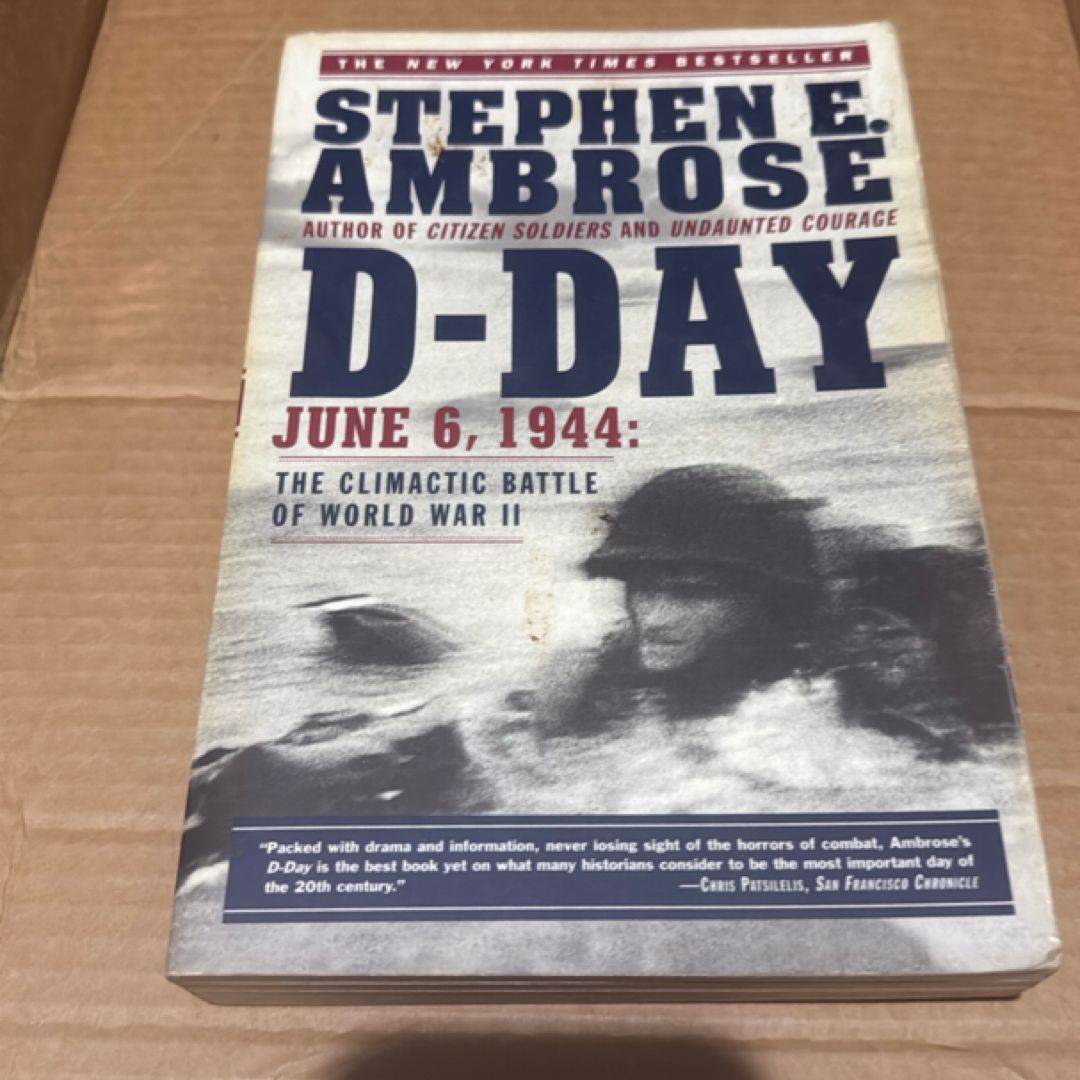 THE NEW YORK TIMES BESTSELLER
STEPHEN E.
AMBROSE
AUTHOR OF CITIZEN SOLDIERS AND UNDAUNTED COURAGE
D-DAY
JUNE 6, 1944:
THE CLIMACTIC BATTLE
OF WORLD WAR II
“Packed with drama and information, never losing sight of the horrors of combat, Ambrose’s
D-Day is the best book yet on what many historians consider to be the most important day of
the 20th century.” —CHRIS PATSILELIS, SAN FRANCISCO CHRONICLE